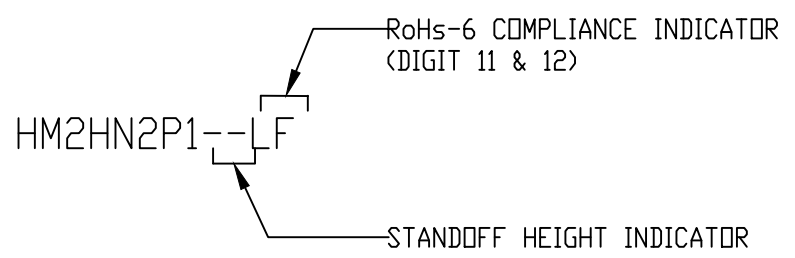 RoHs-6 COMPLIANCE INDICATOR
(DIGIT 11 & 12)
HM2HN2P1--LF
STANDOFF HEIGHT INDICATOR